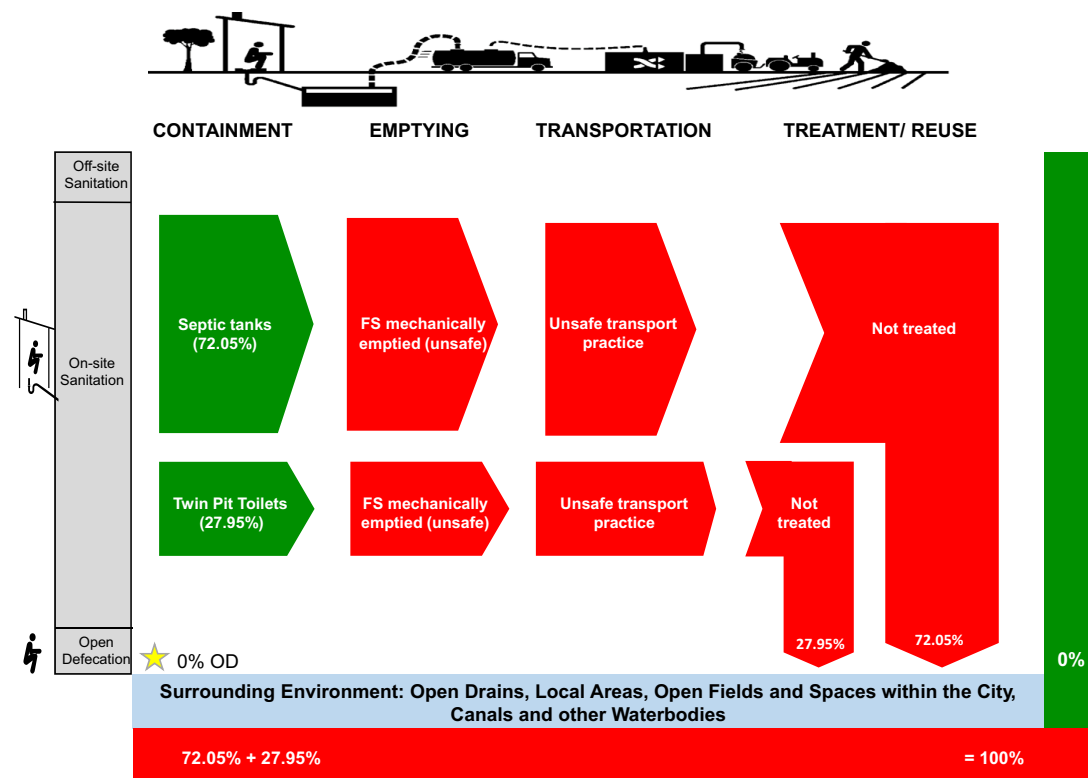 CONTAINMENT
EMPTYING
TRANSPORTATION
TREATMENT/ REUSE
Off-site
Sanitation
On-site
Sanitation
Open
Defecation
Septic tanks
(72.05%)
FS mechanically
emptied (unsafe)
Unsafe transport
practice
Not treated
Twin Pit Toilets
(27.95%)
FS mechanically
emptied (unsafe)
Unsafe transport
practice
Not
treated
27.95%
72.05%
0% OD
0%
Surrounding Environment: Open Drains, Local Areas, Open Fields and Spaces within the City,
Canals and other Waterbodies
72.05% + 27.95%
= 100%